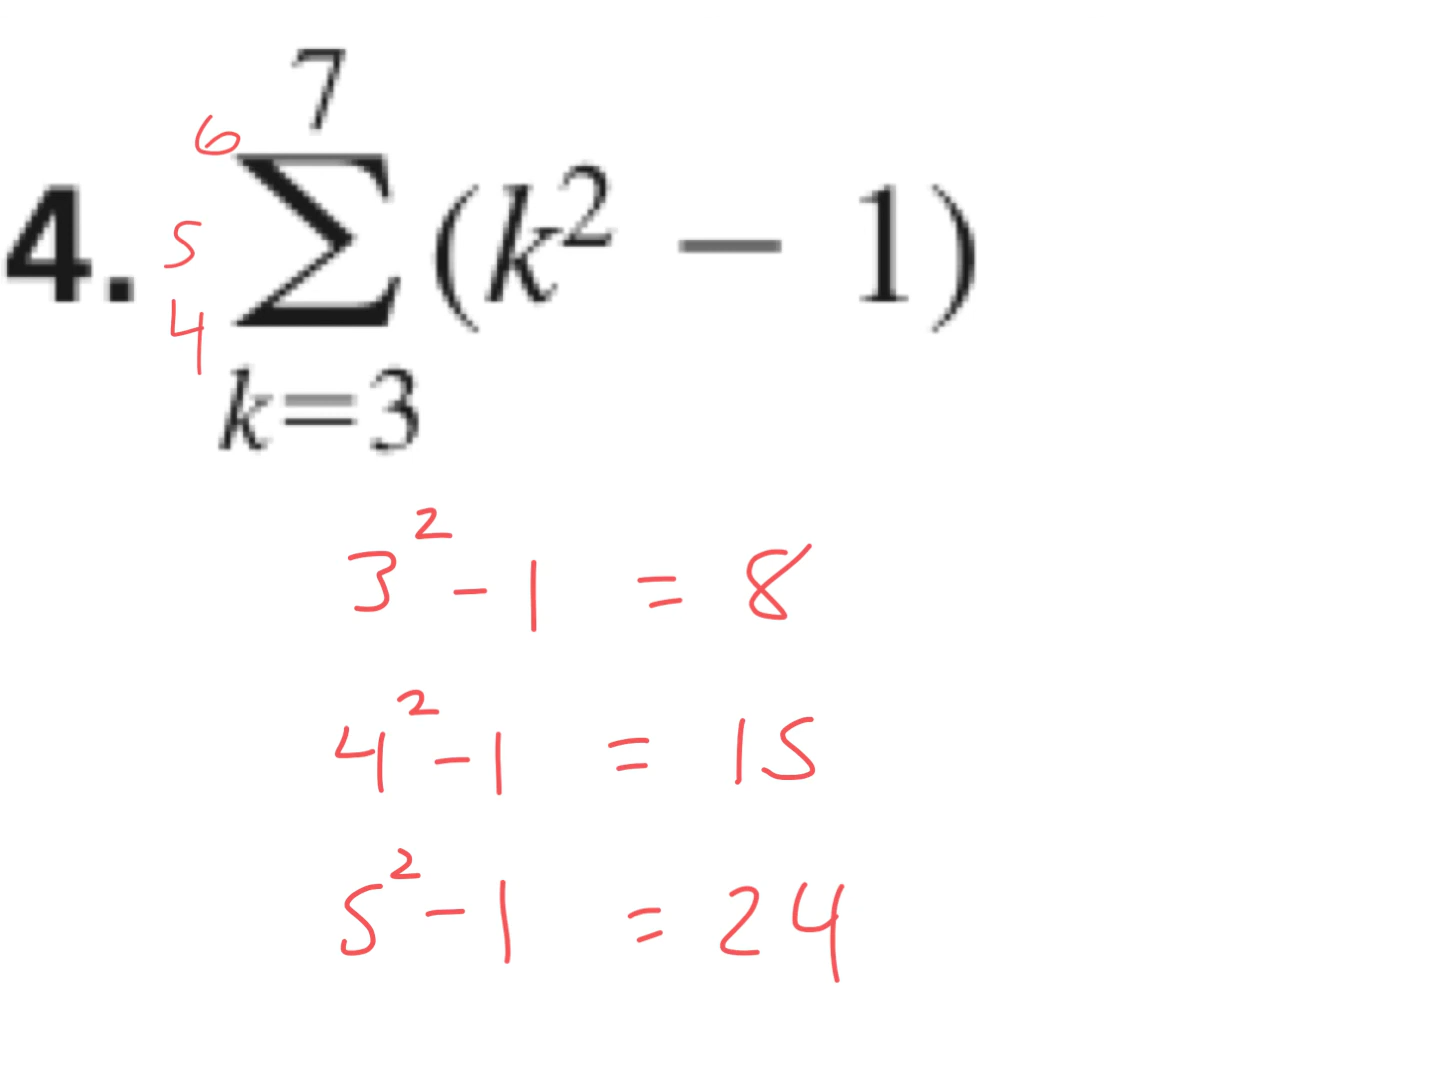 7
6
4. ∑ (k² − 1)
5
4
k=3
3² - 1 = 8
4² - 1 = 15
5² - 1 = 24